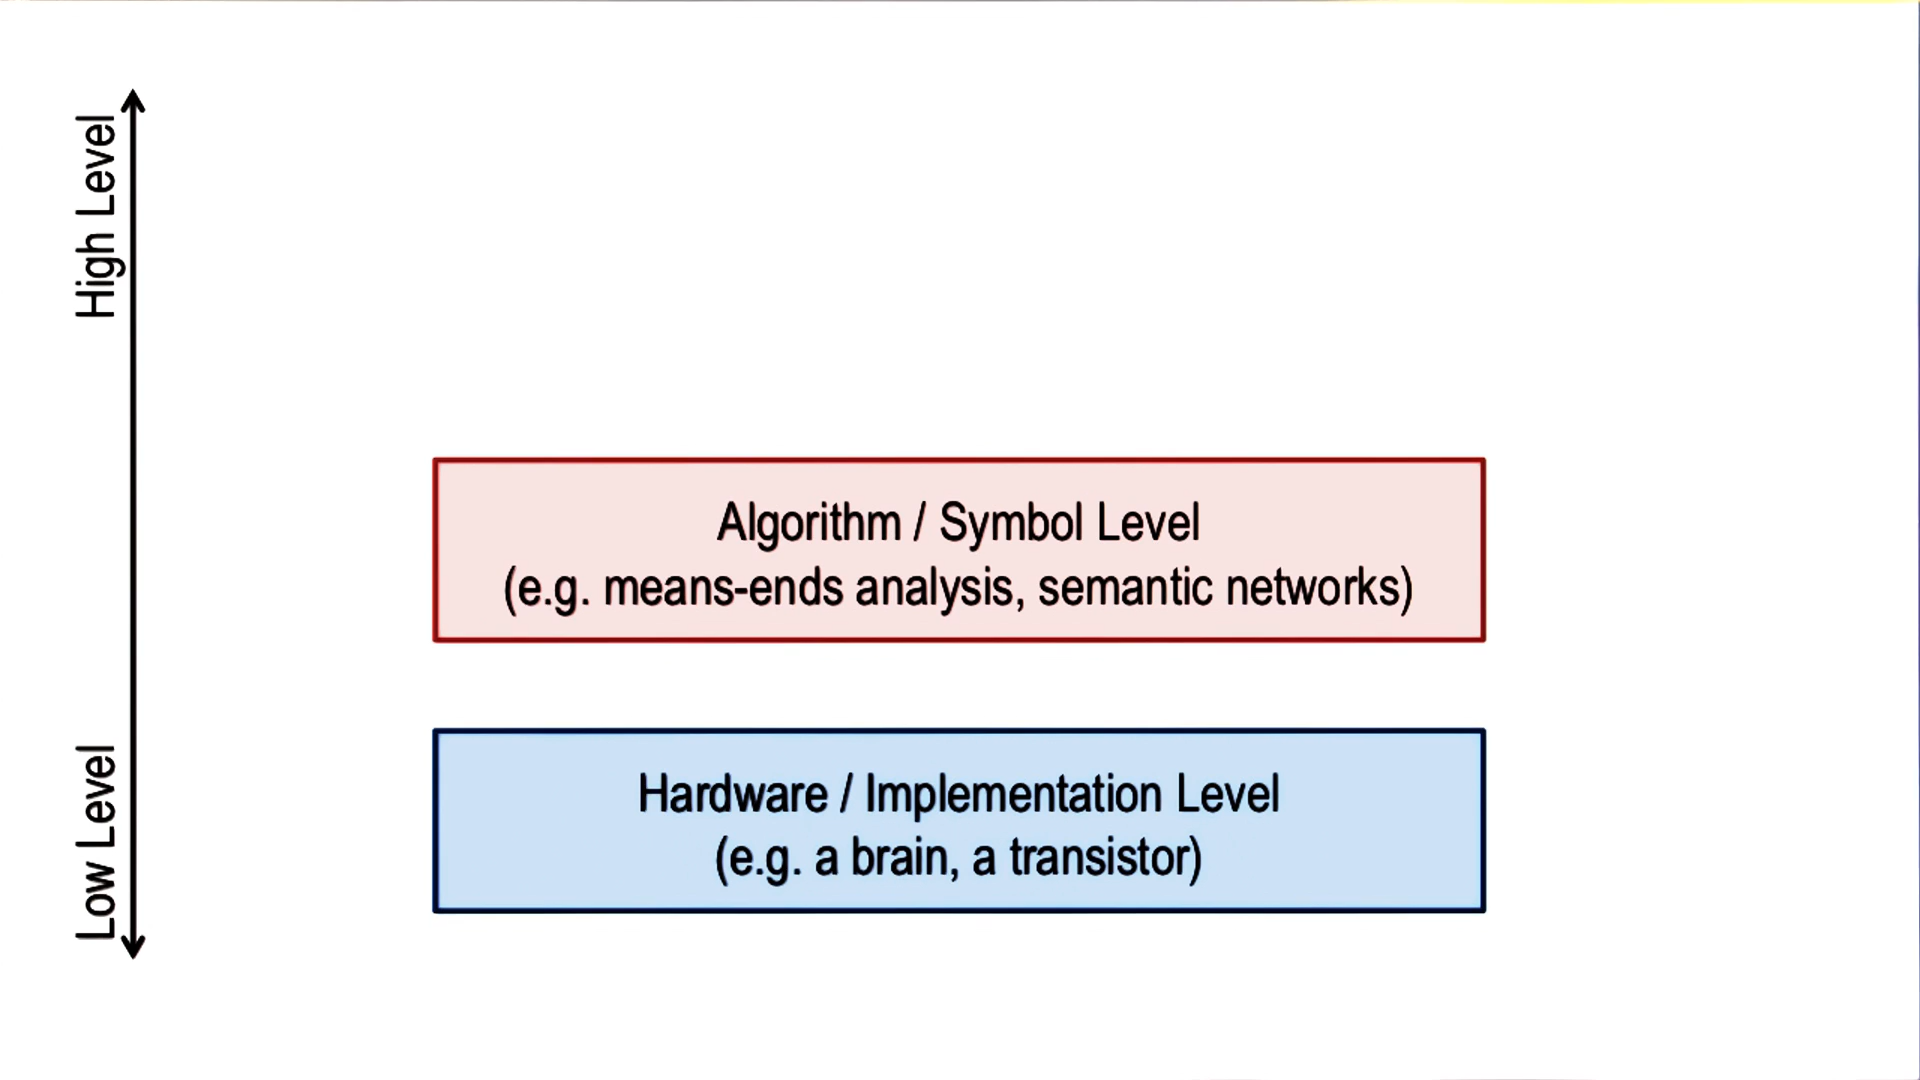 High Level
Algorithm / Symbol Level
(e.g. means-ends analysis, semantic networks)
Hardware / Implementation Level
(e.g. a brain, a transistor)
Low Level